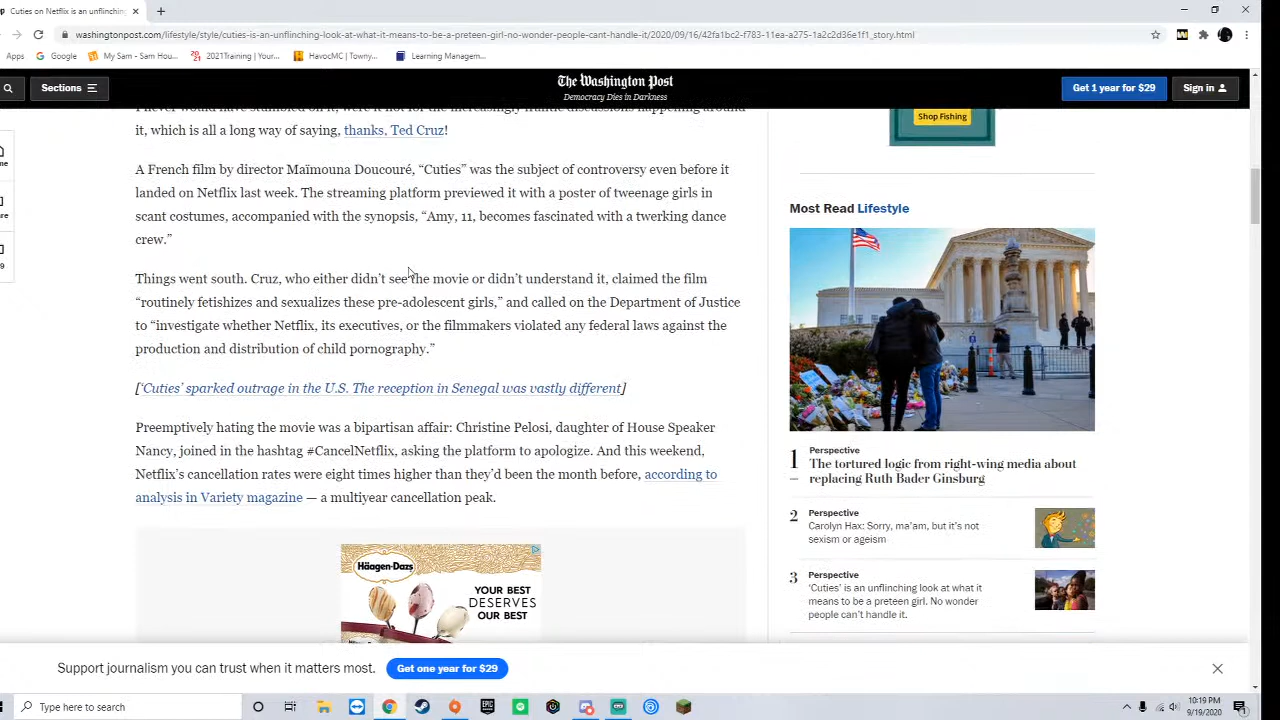 Cuties on Netflix is an unflinchin
washingtonpost.com/lifestyle/style/cuties-is-an-unflinching-look-at-what-it-means-to-be-a-preteen-girl-no-wonder-people-cant-handle-it/2020/09/16/42fa1bc2-f783-11ea-a275-1a2c2d36e1f1_story.html
Apps Google My Sam - Sam Hou... 2021Training | Your... HavocMC | Towny... Learning Managem...
Sections
The Washington Post
Democracy Dies in Darkness
Get 1 year for $29
Sign in
it, which is all a long way of saying, thanks, Ted Cruz!
A French film by director Maïmouna Doucouré, “Cuties” was the subject of controversy even before it
landed on Netflix last week. The streaming platform previewed it with a poster of tweenage girls in
scant costumes, accompanied with the synopsis, “Amy, 11, becomes fascinated with a twerking dance
crew.”
Things went south. Cruz, who either didn’t see the movie or didn’t understand it, claimed the film
“routinely fetishizes and sexualizes these pre-adolescent girls,” and called on the Department of Justice
to “investigate whether Netflix, its executives, or the filmmakers violated any federal laws against the
production and distribution of child pornography.”
[‘Cuties’ sparked outrage in the U.S. The reception in Senegal was vastly different]
Preemptively hating the movie was a bipartisan affair: Christine Pelosi, daughter of House Speaker
Nancy, joined in the hashtag #CancelNetflix, asking the platform to apologize. And this weekend,
Netflix’s cancellation rates were eight times higher than they’d been the month before, according to
analysis in Variety magazine — a multiyear cancellation peak.
Häagen-Dazs
YOUR BEST
DESERVES
OUR BEST
Shop Fishing
Most Read Lifestyle
1
Perspective
The tortured logic from right-wing media about
replacing Ruth Bader Ginsburg
2
Perspective
Carolyn Hax: Sorry, ma’am, but it’s not
sexism or ageism
3
Perspective
‘Cuties’ is an unflinching look at what it
means to be a preteen girl. No wonder
people can’t handle it.
Support journalism you can trust when it matters most.
Get one year for $29
Type here to search
10:19 PM
9/19/2020